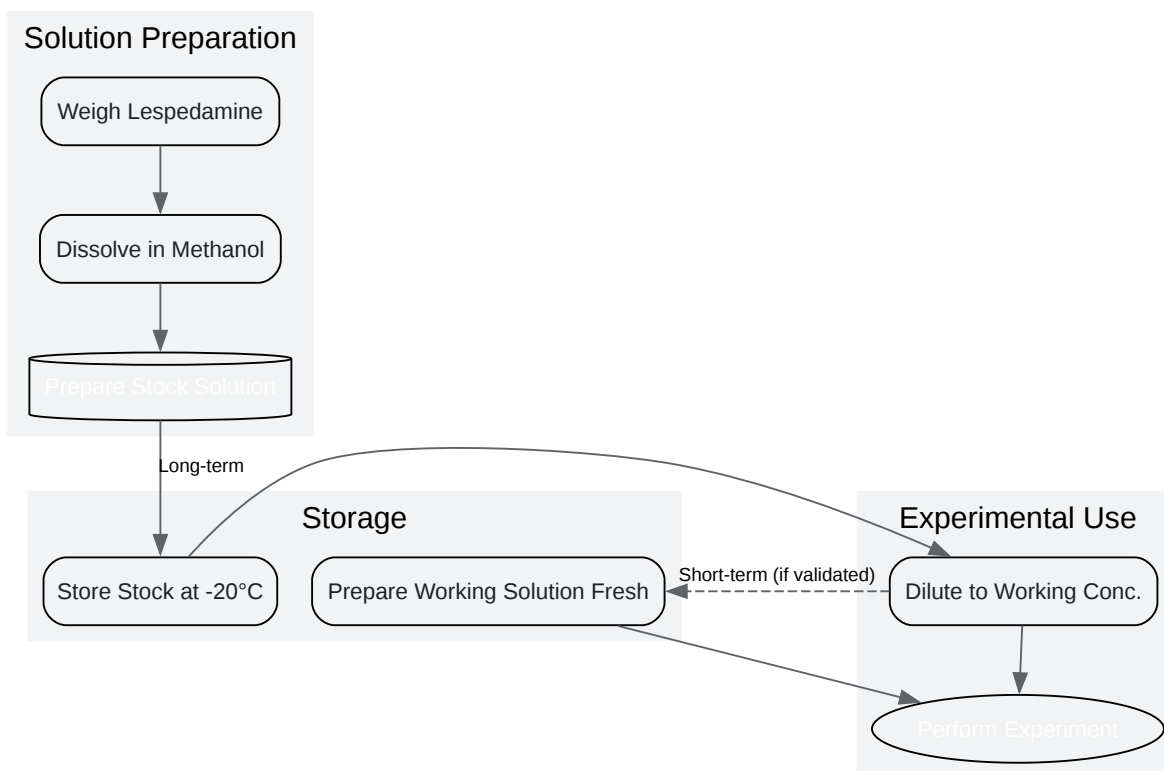 Solution Preparation
Weigh Lespedamine
Dissolve in Methanol
Prepare Stock Solution
Long-term
Storage
Store Stock at -20°C
Prepare Working Solution Fresh
Short-term (if validated)
Experimental Use
Dilute to Working Conc.
Perform Experiment